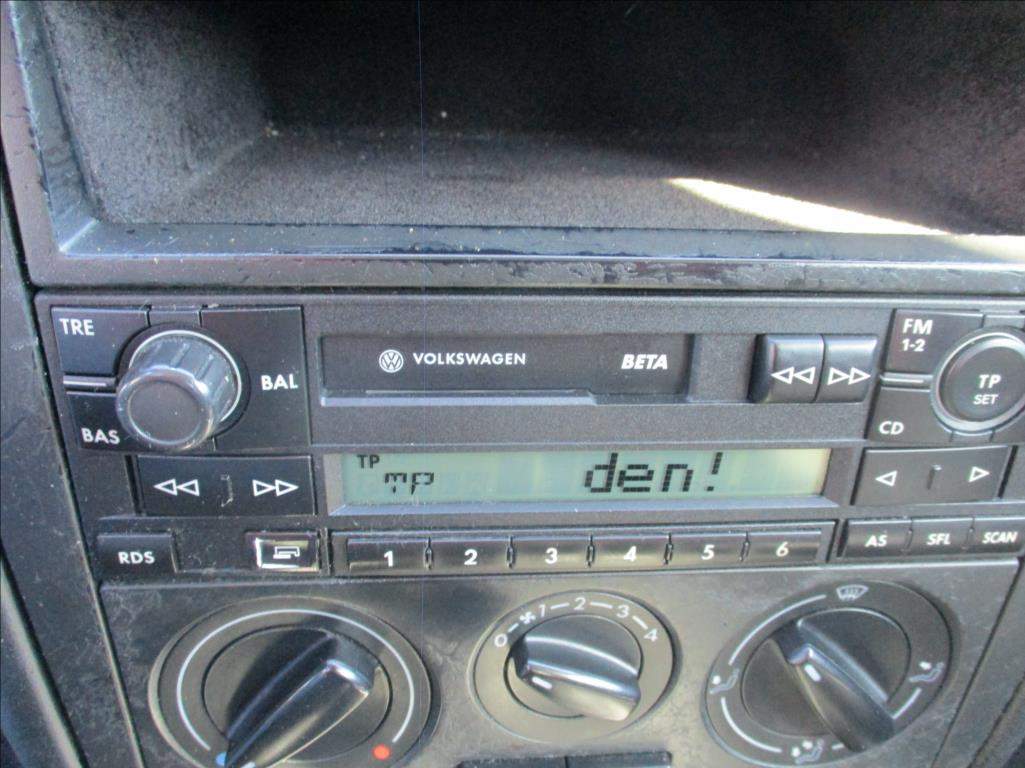 TRE
BAL
BAS
VOLKSWAGEN BETA
FM
1-2
TP
SET
CD
TP
mp den!
RDS
1 2 3 4 5 6
AS SFL SCAN
0 1 2 3 4